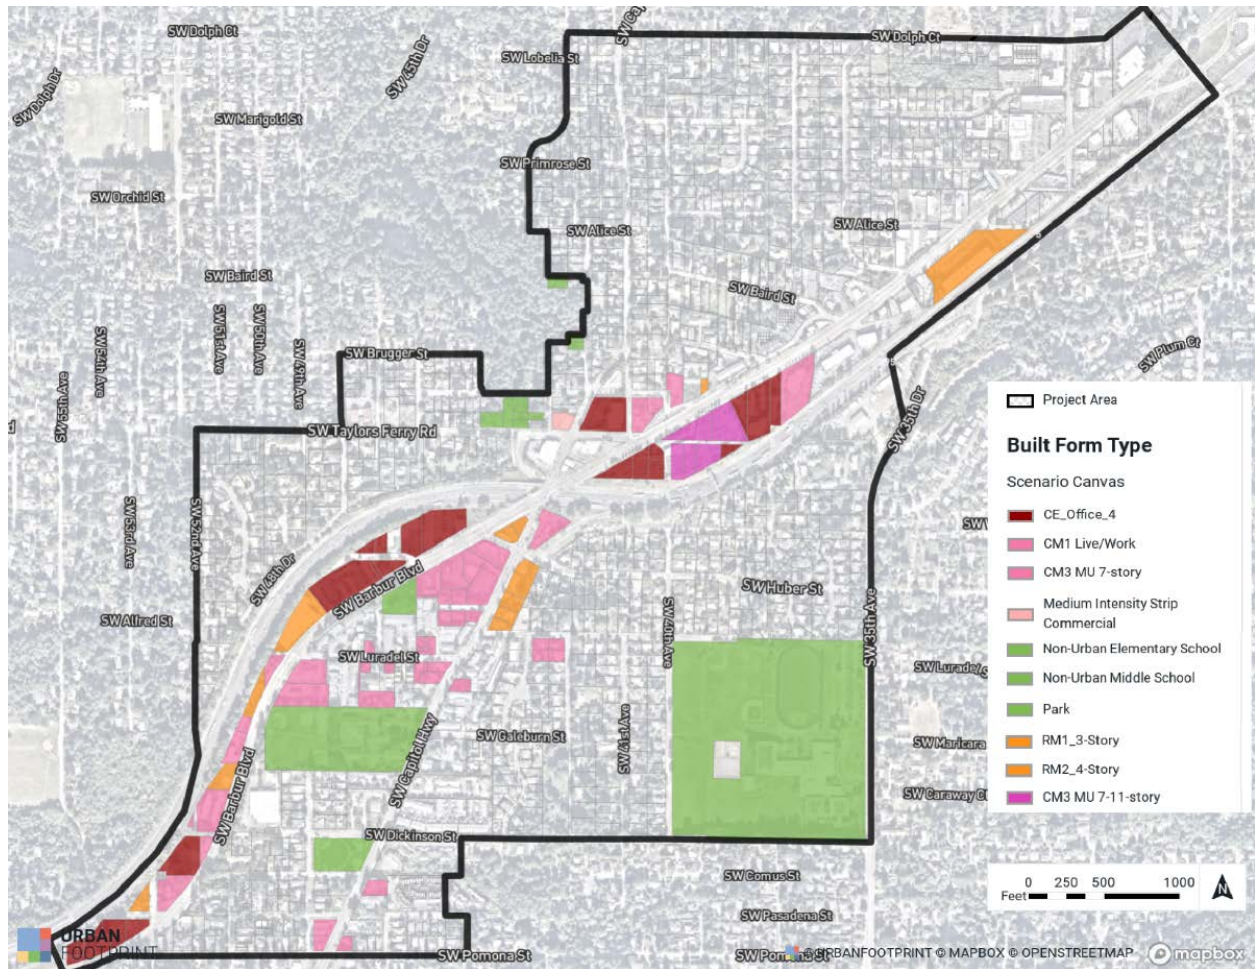 SW Dolph Ct
SW Dolph Ct
SW Dolph Dr
SW 45th Dr
SW Lobelia St
SW Marigold St
SW Primrose St
SW Orchid St
SW Alice St
SW Alice St
SW Baird St
SW Baird St
SW 51st Ave
SW 50th Ave
SW 49th Ave
SW 54th Ave
SW 55th Ave
SW Brugger St
SW Plum Ct
SW 35th Dr
SW Taylors Ferry Rd
SW 53rd Ave
SW 52nd Ave
SW 48th Dr
SW Barbur Blvd
SW Huber St
SW Alfred St
SW 40th Ave
SW 35th Ave
SW Luradel St
SW Luradel S
SW Galeburn St
SW 41st Ave
SW Capitol Hwy
SW Maricara
SW Barbur Blvd
SW Caraway Ct
SW Dickinson St
SW Comus St
SW Pasadena St
SW Pomona St
Project Area
Built Form Type
Scenario Canvas
CE_Office_4
CM1 Live/Work
CM3 MU 7-story
Medium Intensity Strip
Commercial
Non-Urban Elementary School
Non-Urban Middle School
Park
RM1_3-Story
RM2_4-Story
CM3 MU 7-11-story
0 250 500 1000
Feet
N
URBAN
FOOTPRINT
© URBANFOOTPRINT © MAPBOX © OPENSTREETMAP
mapbox